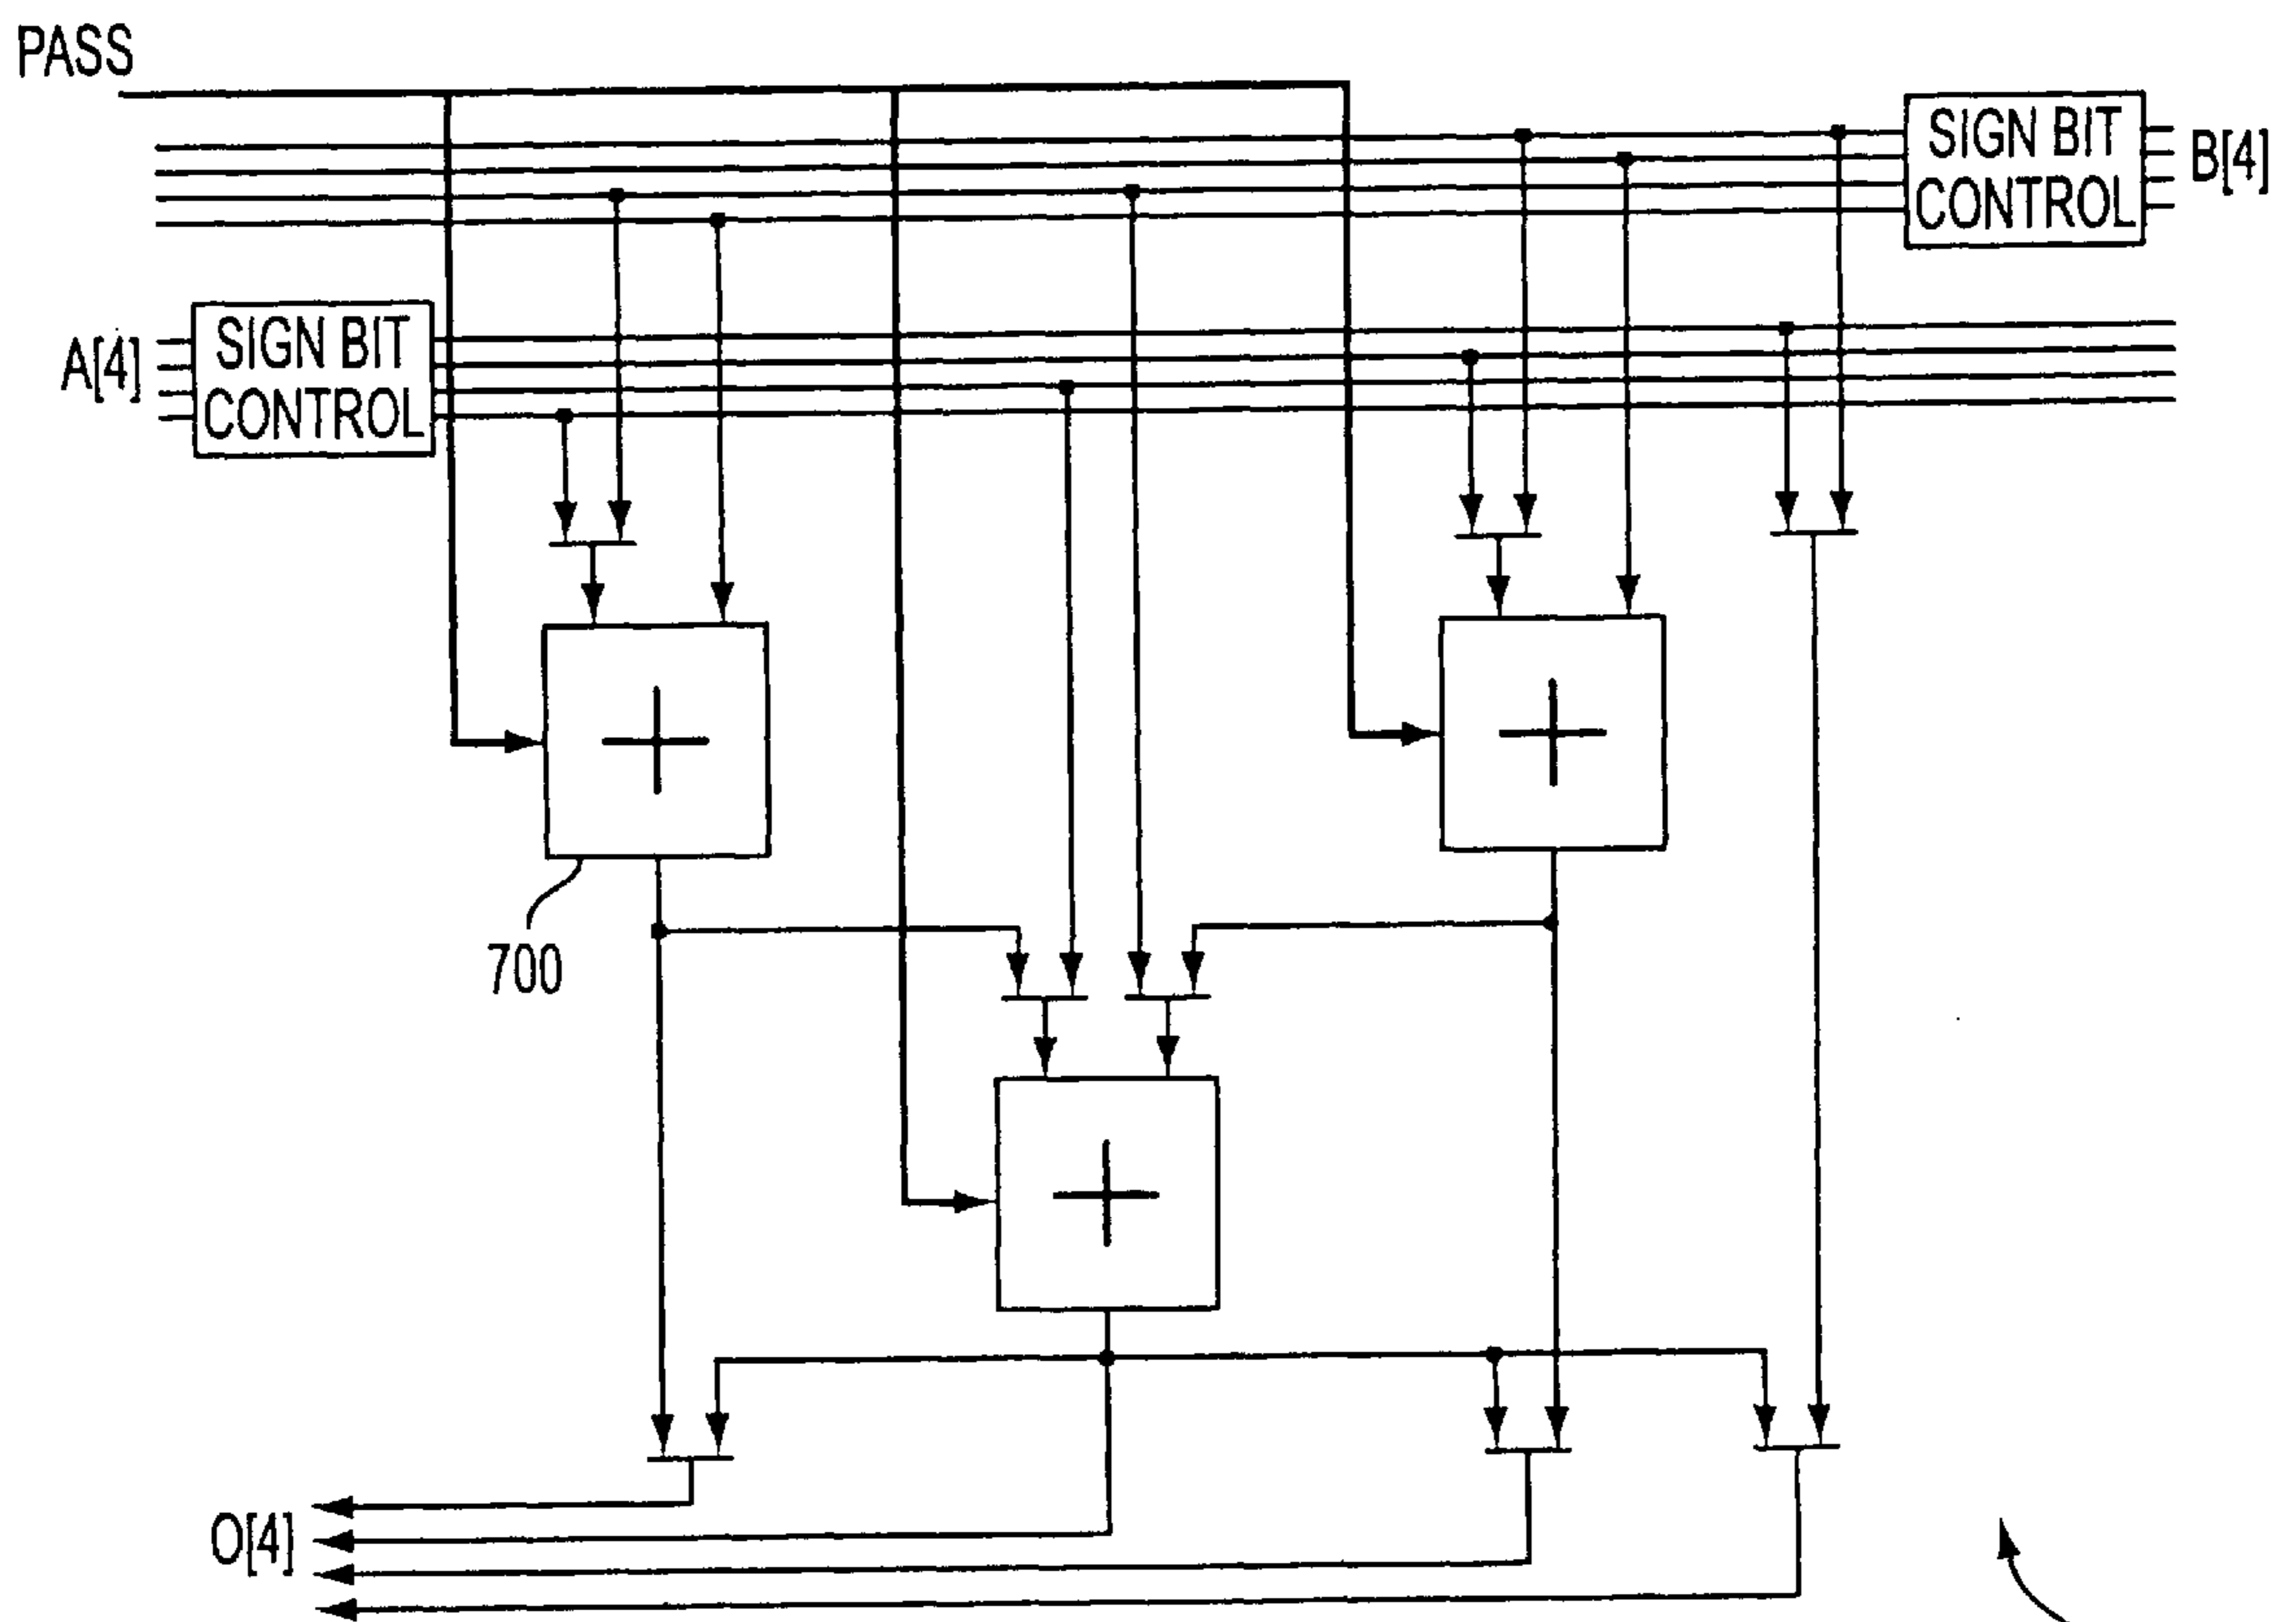 PASS
SIGN BIT
CONTROL
B[4]
A[4]
SIGN BIT
CONTROL
700
O[4]